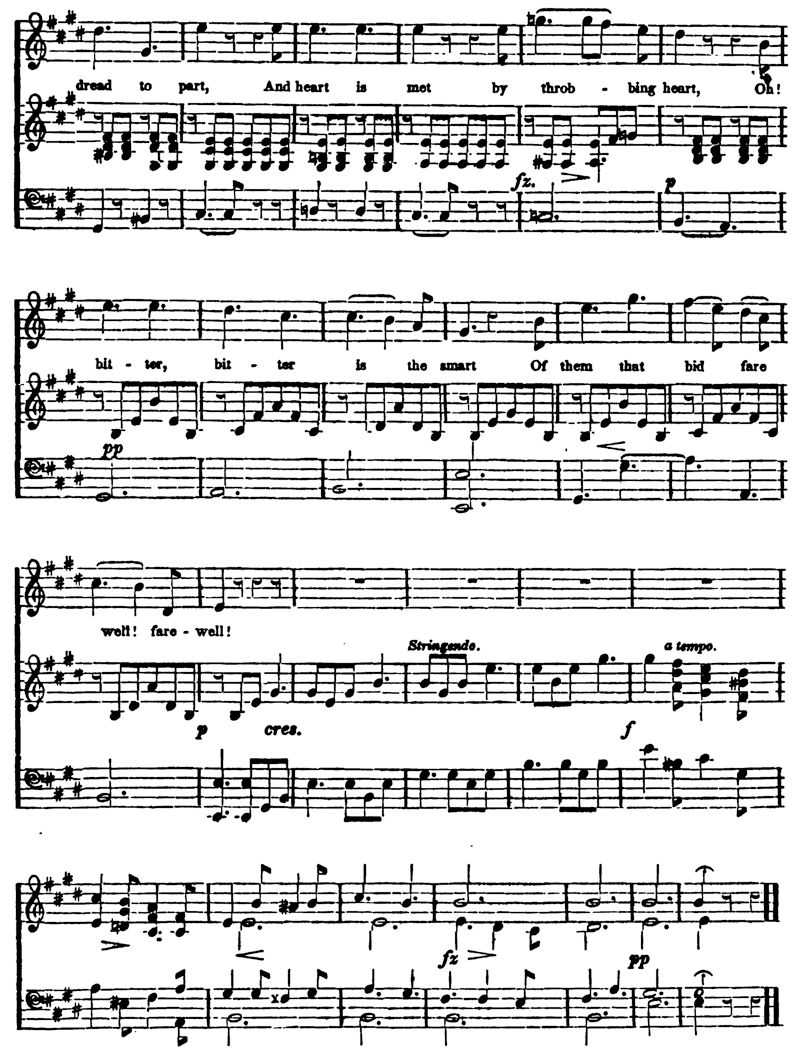 dread to part, And heart is met by throb - bing heart, Oh!
fz. p
bit - ter, bit - ter is the smart Of them that bid fare
pp
well! fare - well!
Stringendo. a tempo.
p cres. f
fz pp